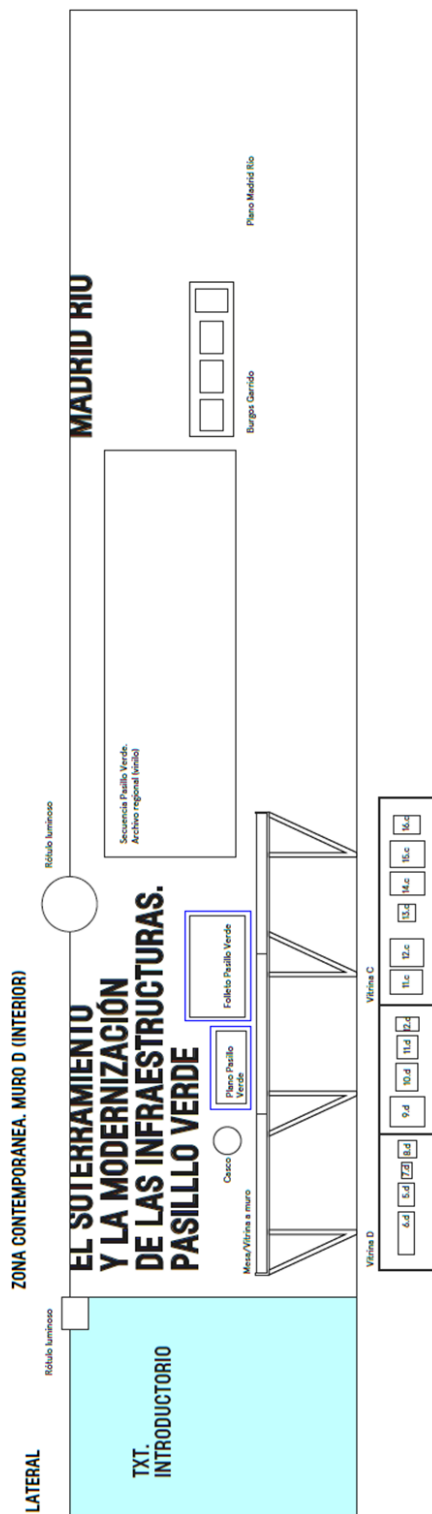 LATERAL
ZONA CONTEMPORANEA. MURO D (INTERIOR)
Rótulo luminoso
Rótulo luminoso
TXT.
INTRODUCTORIO
EL SOTERRAMIENTO
Y LA MODERNIZACIÓN
DE LAS INFRAESTRUCTURAS.
PASILLLO VERDE
MADRID RIO
Secuencia Pasillo Verde.
Archivo regional (vinilo)
Casco
Plano Pasillo
Verde
Folleto Pasillo Verde
Mesa/Vitrina a muro
Burgos Garrido
Plano Madrid Río
Vitrina D
Vitrina C
6.d
5.d
7.d
8.d
9.d
10.d
11.d
12.d
11.c
12.c
13.c
14.c
15.c
16.c